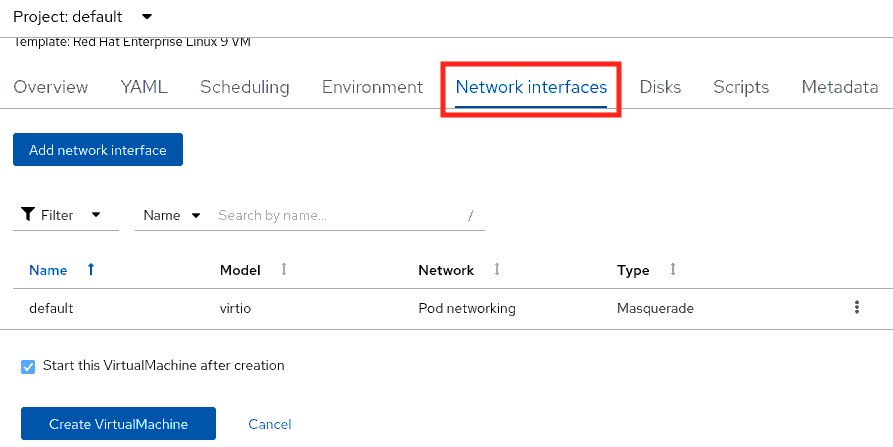 Project: default
Template: Red Hat Enterprise Linux 9 VM
Overview YAML Scheduling Environment Network interfaces Disks Scripts Metadata
Add network interface
Filter Name Search by name... /
Name Model Network Type
default virtio Pod networking Masquerade
Start this VirtualMachine after creation
Create VirtualMachine Cancel